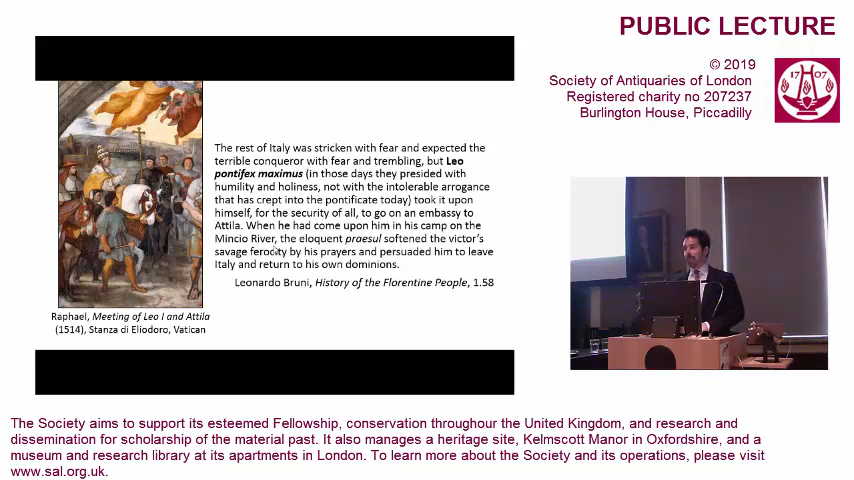 PUBLIC LECTURE
© 2019
Society of Antiquaries of London
Registered charity no 207237
Burlington House, Piccadilly
17 07
The rest of Italy was stricken with fear and expected the
terrible conqueror with fear and trembling, but Leo
pontifex maximus (in those days they presided with
humility and holiness, not with the intolerable arrogance
that has crept into the pontificate today) took it upon
himself, for the security of all, to go on an embassy to
Attila. When he had come upon him in his camp on the
Mincio River, the eloquent praesul softened the victor's
savage ferocity by his prayers and persuaded him to leave
Italy and return to his own dominions.
Leonardo Bruni, History of the Florentine People, 1.58
Raphael, Meeting of Leo I and Attila
(1514), Stanza di Eliodoro, Vatican
The Society aims to support its esteemed Fellowship, conservation throughour the United Kingdom, and research and
dissemination for scholarship of the material past. It also manages a heritage site, Kelmscott Manor in Oxfordshire, and a
museum and research library at its apartments in London. To learn more about the Society and its operations, please visit
www.sal.org.uk.